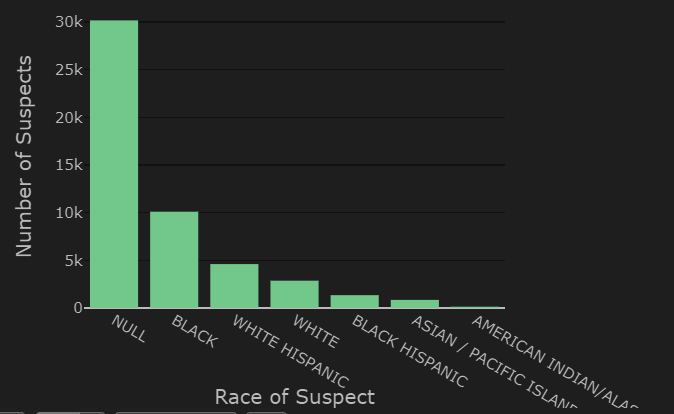 30k
25k
20k
15k
10k
5k
0
Number of Suspects
NULL
BLACK
WHITE HISPANIC
WHITE
BLACK HISPANIC
ASIAN / PACIFIC ISLAND
AMERICAN INDIAN/ALAS
Race of Suspect